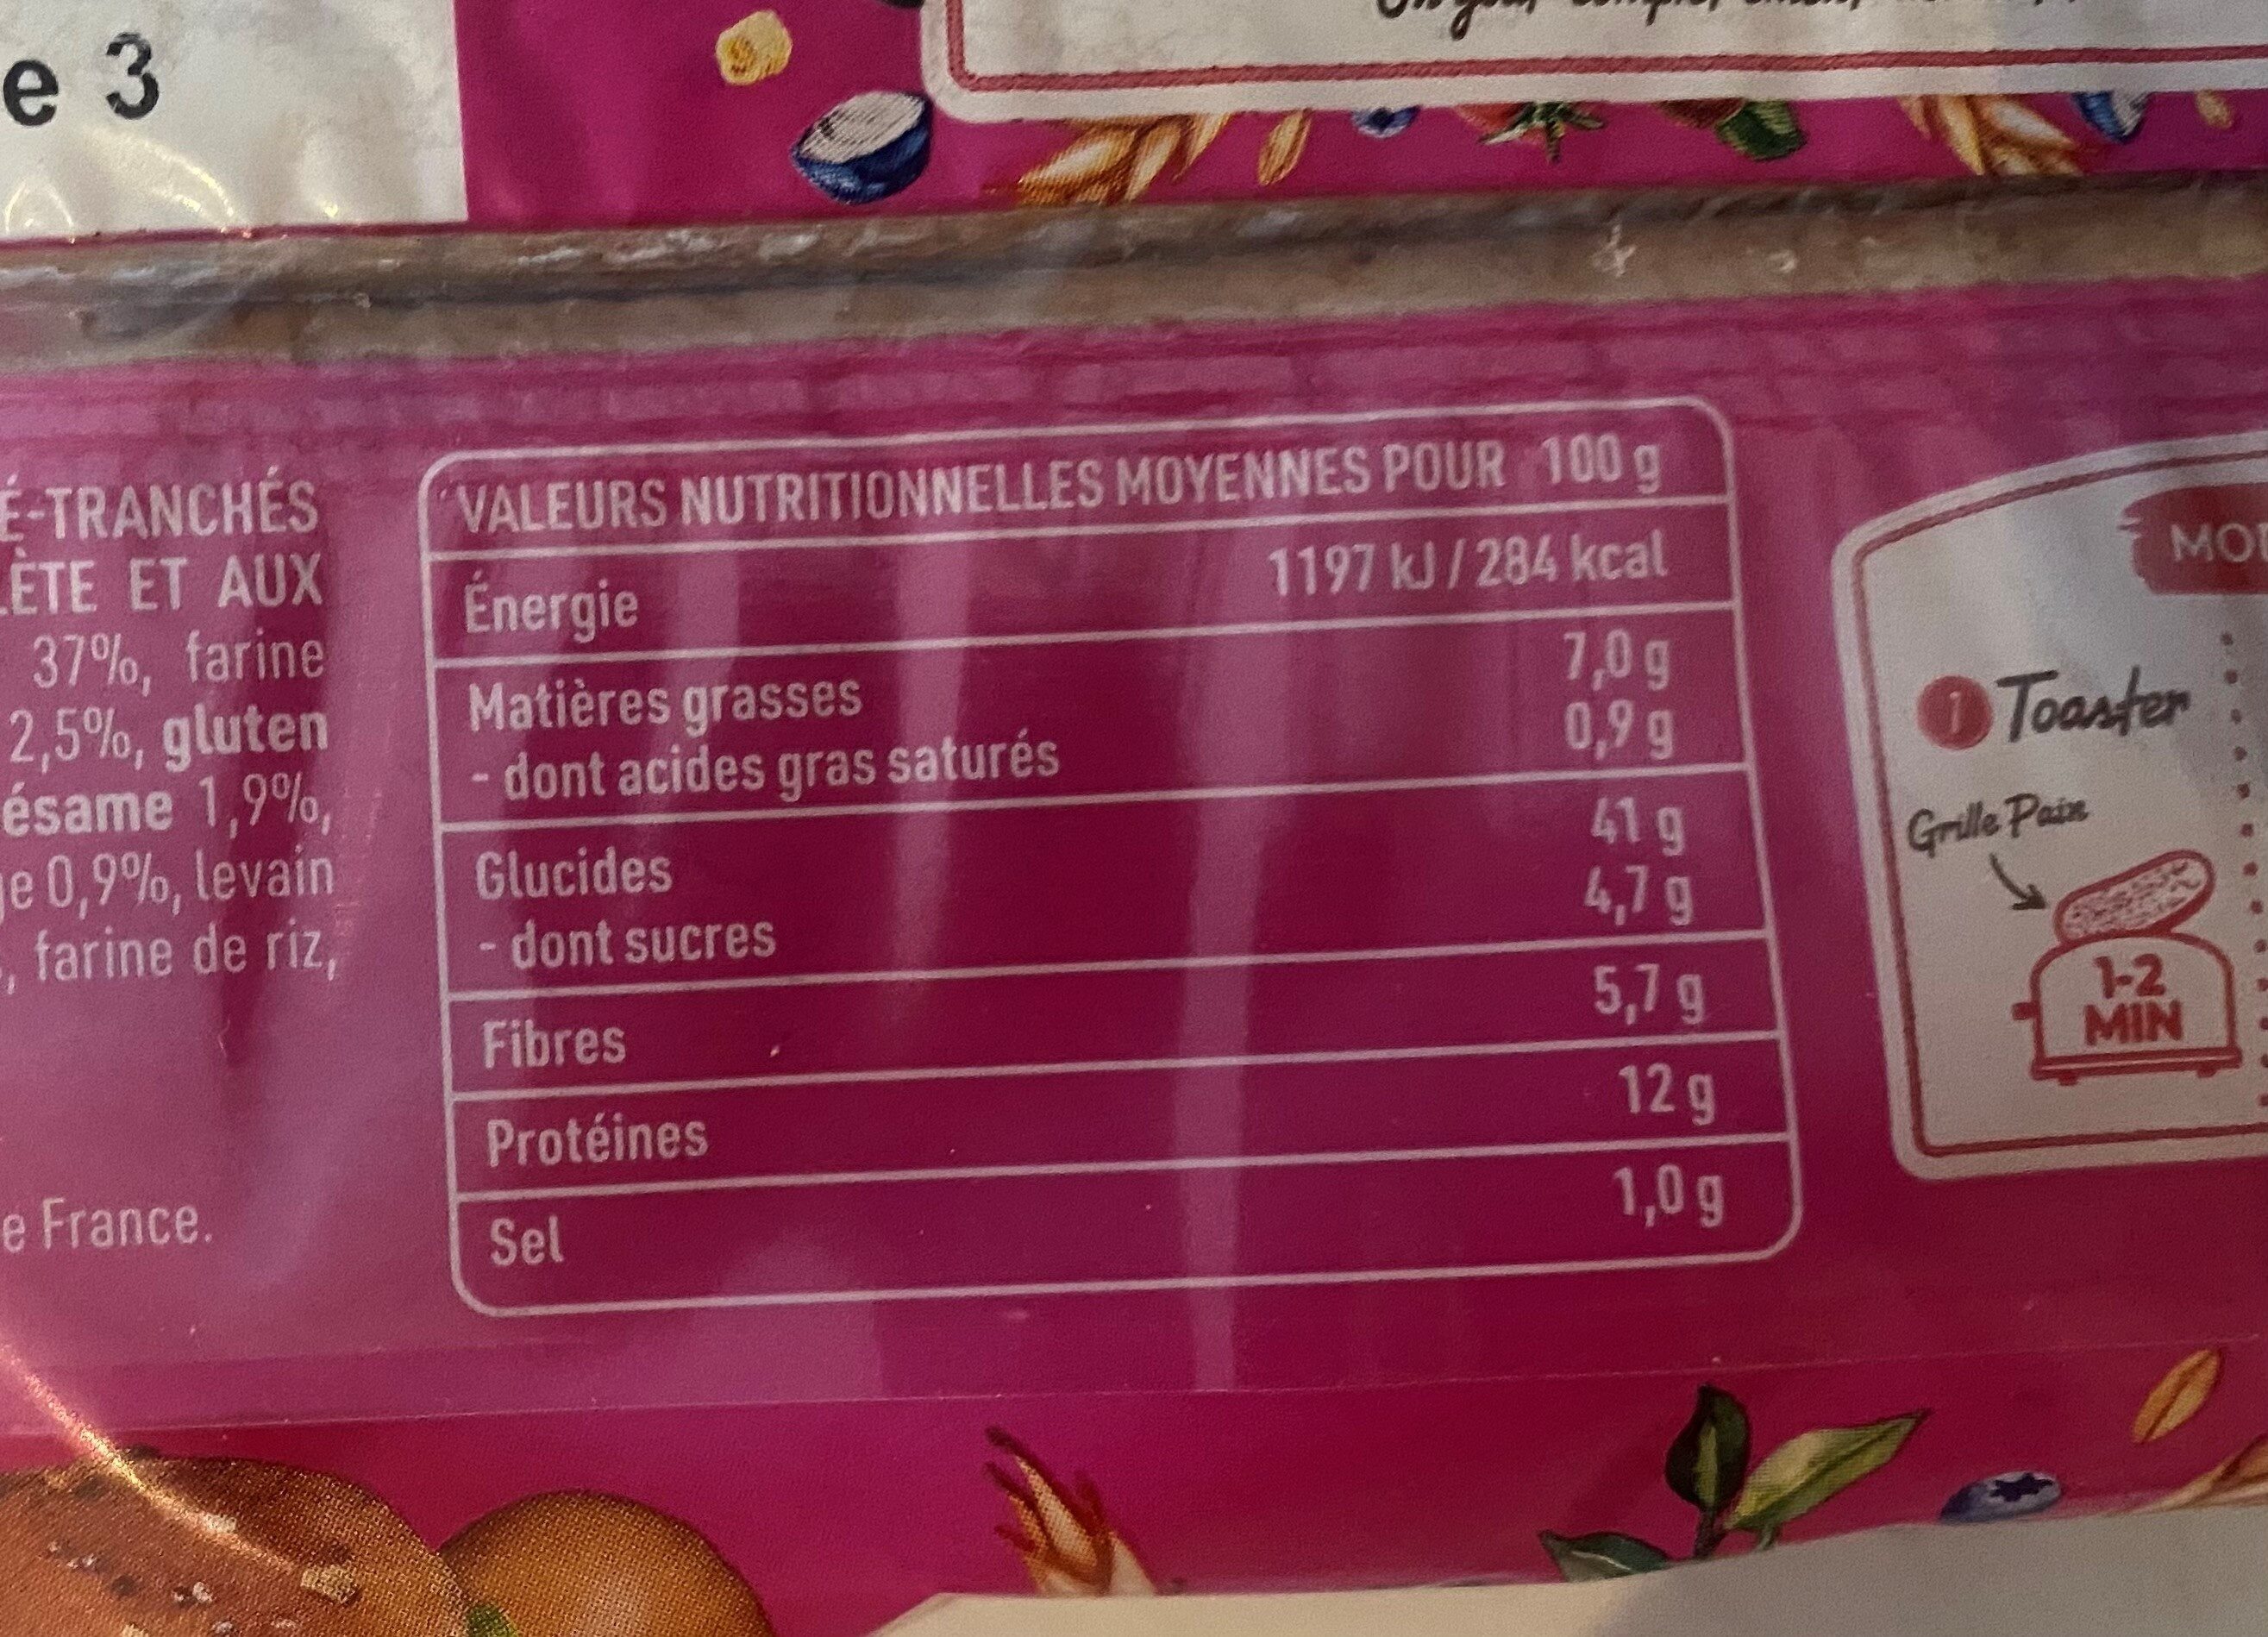 e 3
É-TRANCHÉS
LÈTE ET AUX
37%, farine
2,5%, gluten
ésame 1,9%,
ge 0,9%, levain
, farine de riz,
e France.
VALEURS NUTRITIONNELLES MOYENNES POUR 100 g
Énergie 1197 kJ / 284 kcal
Matières grasses 7,0 g
- dont acides gras saturés 0,9 g
Glucides 41 g
- dont sucres 4,7 g
Fibres 5,7 g
Protéines 12 g
Sel 1,0 g
MO
1 Toaster
Grille Pain
1-2
MIN